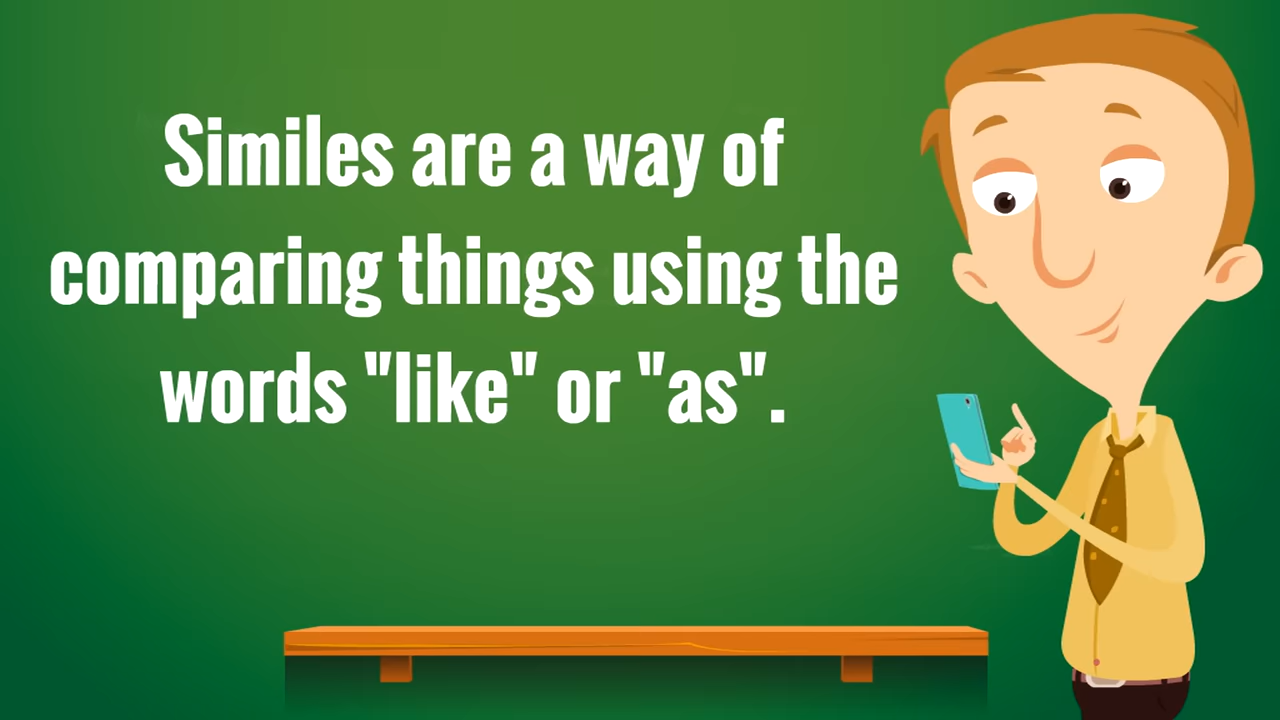 Similes are a way of
comparing things using the
words "like" or "as".